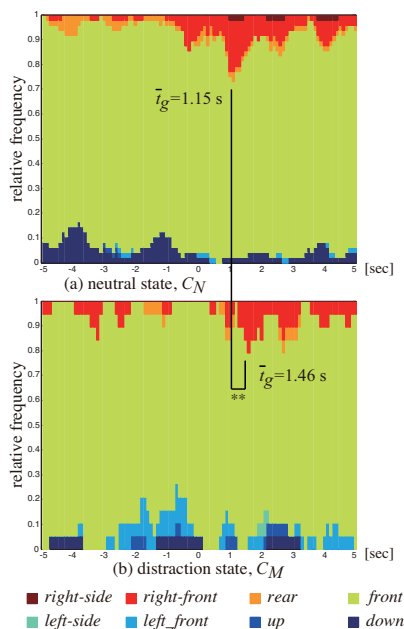 relative frequency
1
0.9
0.8
0.7
0.6
0.5
0.4
0.3
0.2
0.1
0
t̄g=1.15 s
-5 -4 -3 -2 -1 0 1 2 3 4 5 [sec]
(a) neutral state, CN
relative frequency
1
0.9
0.8
0.7
0.6
0.5
0.4
0.3
0.2
0.1
0
t̄g=1.46 s
**
-5 -4 -3 -2 -1 0 1 2 3 4 5 [sec]
(b) distraction state, CM
right-side right-front rear front
left-side left_front up down